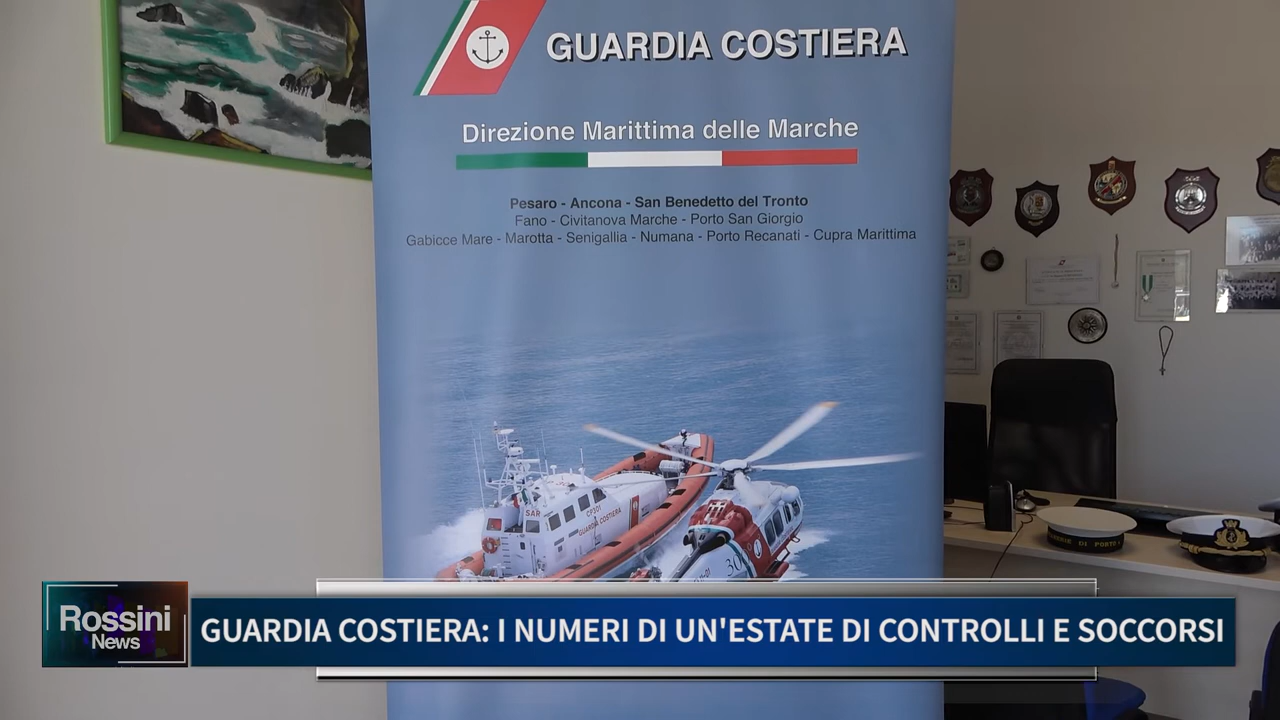 GUARDIA COSTIERA
Direzione Marittima delle Marche
Pesaro - Ancona - San Benedetto del Tronto
Fano - Civitanova Marche - Porto San Giorgio
Gabicce Mare - Marotta - Senigallia - Numana - Porto Recanati - Cupra Marittima
SAR
CP301
GUARDIA COSTIERA
Rossini
News
GUARDIA COSTIERA: I NUMERI DI UN'ESTATE DI CONTROLLI E SOCCORSI